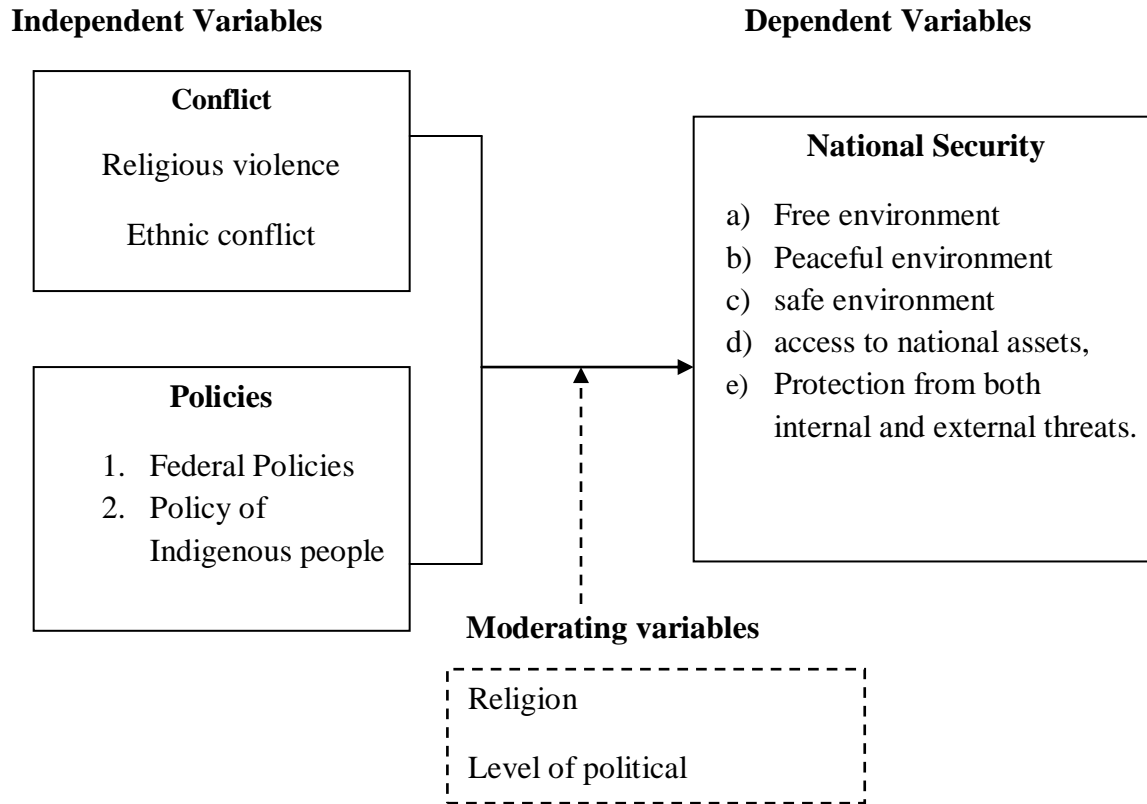 Independent Variables
Dependent Variables
Conflict
Religious violence
Ethnic conflict
Policies
1. Federal Policies
2. Policy of
Indigenous people
National Security
a) Free environment
b) Peaceful environment
c) safe environment
d) access to national assets,
e) Protection from both
internal and external threats.
Moderating variables
Religion
Level of political